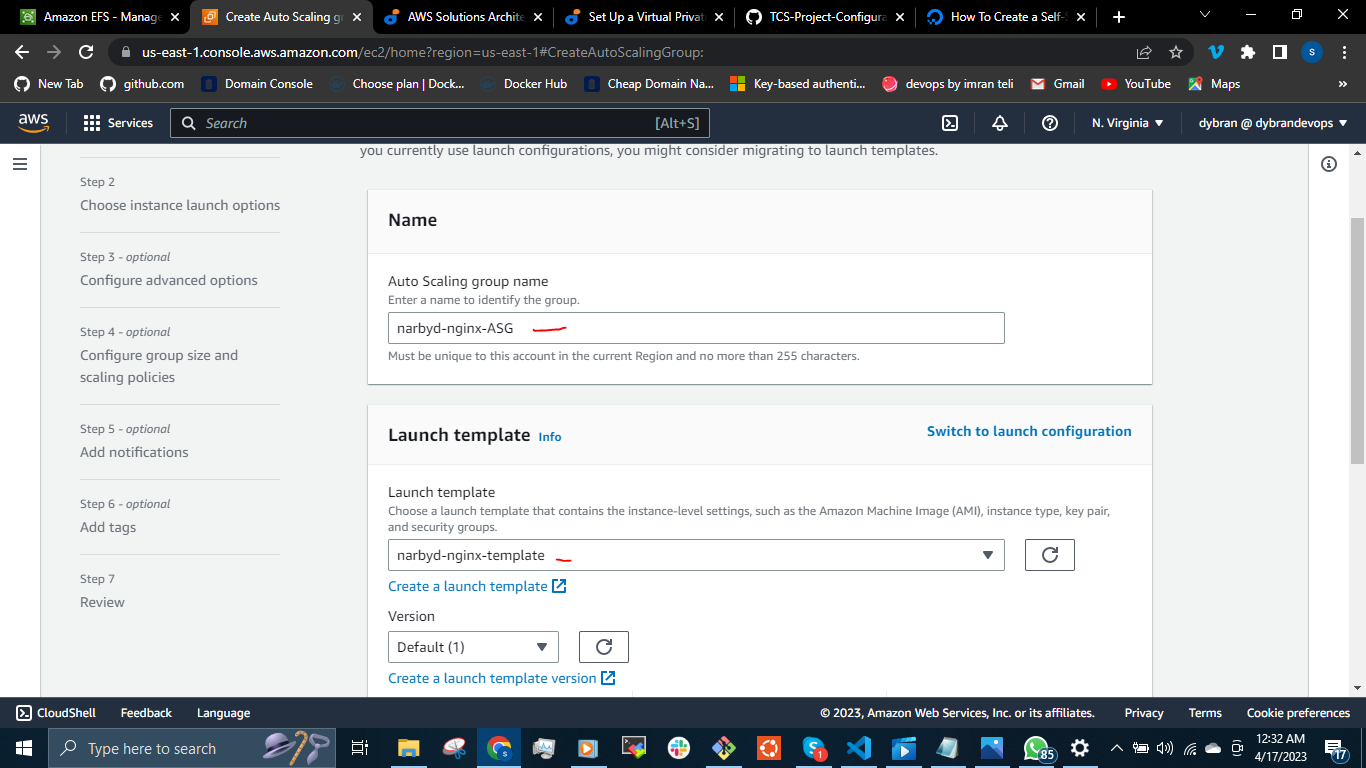 Amazon EFS - Manage
Create Auto Scaling gr
AWS Solutions Archite
Set Up a Virtual Privat
TCS-Project-Configura
How To Create a Self-S
us-east-1.console.aws.amazon.com/ec2/home?region=us-east-1#CreateAutoScalingGroup:
S
New Tab
github.com
Domain Console
Choose plan | Dock...
Docker Hub
Cheap Domain Na...
Key-based authenti...
devops by imran teli
Gmail
YouTube
Maps
»
aws
Services
Search
[Alt+S]
N. Virginia
dybran @ dybrandevops
you currently use launch configurations, you might consider migrating to launch templates.
Step 2
Choose instance launch options
Step 3 - optional
Configure advanced options
Step 4 - optional
Configure group size and
scaling policies
Step 5 - optional
Add notifications
Step 6 - optional
Add tags
Step 7
Review
Name
Auto Scaling group name
Enter a name to identify the group.
narbyd-nginx-ASG
Must be unique to this account in the current Region and no more than 255 characters.
Launch template Info
Switch to launch configuration
Launch template
Choose a launch template that contains the instance-level settings, such as the Amazon Machine Image (AMI), instance type, key pair,
and security groups.
narbyd-nginx-template
Create a launch template
Version
Default (1)
Create a launch template version
CloudShell
Feedback
Language
© 2023, Amazon Web Services, Inc. or its affiliates.
Privacy
Terms
Cookie preferences
Type here to search
1
85
12:32 AM
4/17/2023
17